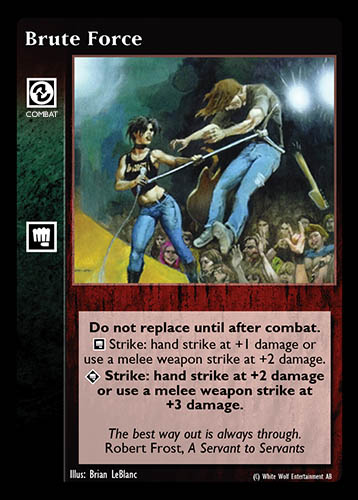 Brute Force
COMBAT
Do not replace until after combat.
Strike: hand strike at +1 damage or
use a melee weapon strike at +2 damage.
Strike: hand strike at +2 damage
or use a melee weapon strike at
+3 damage.
The best way out is always through.
Robert Frost, A Servant to Servants
Illus: Brian LeBlanc
(C) White Wolf Entertainment AB